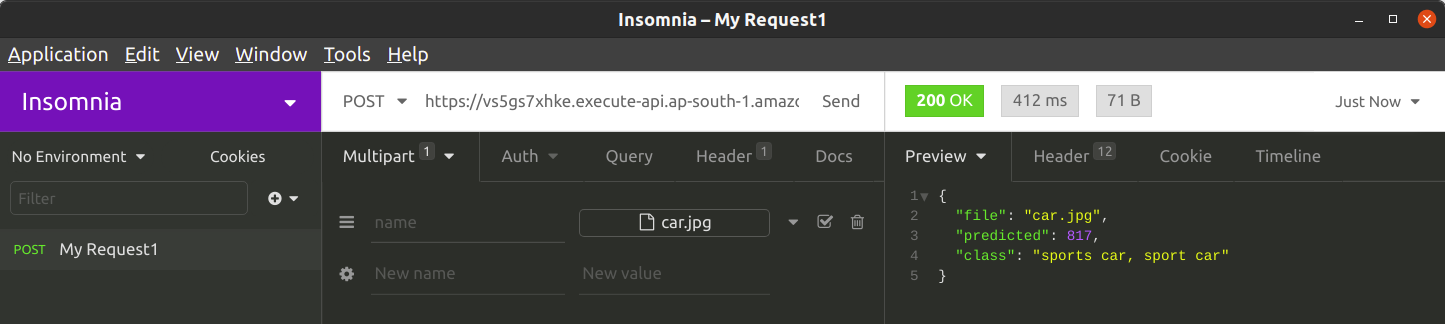 Insomnia – My Request1
Application Edit View Window Tools Help
Insomnia
POST https://vs5gs7xhke.execute-api.ap-south-1.amazo Send
200 OK 412 ms 71 B Just Now
No Environment Cookies
Multipart 1 Auth Query Header 1 Docs
Preview Header 12 Cookie Timeline
Filter
name car.jpg
POST My Request1
New name New value
1 {
2 "file": "car.jpg",
3 "predicted": 817,
4 "class": "sports car, sport car"
5 }